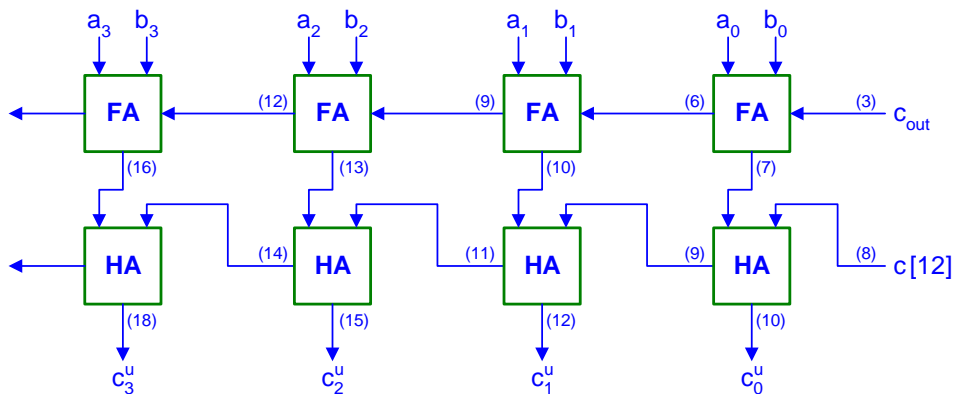 a₃ b₃ a₂ b₂ a₁ b₁ a₀ b₀
FA (12) FA (9) FA (6) FA (3) c_out
(16) (13) (10) (7)
HA (14) HA (11) HA (9) HA (8) c [12]
(18) (15) (12) (10)
c₃ᵘ c₂ᵘ c₁ᵘ c₀ᵘ